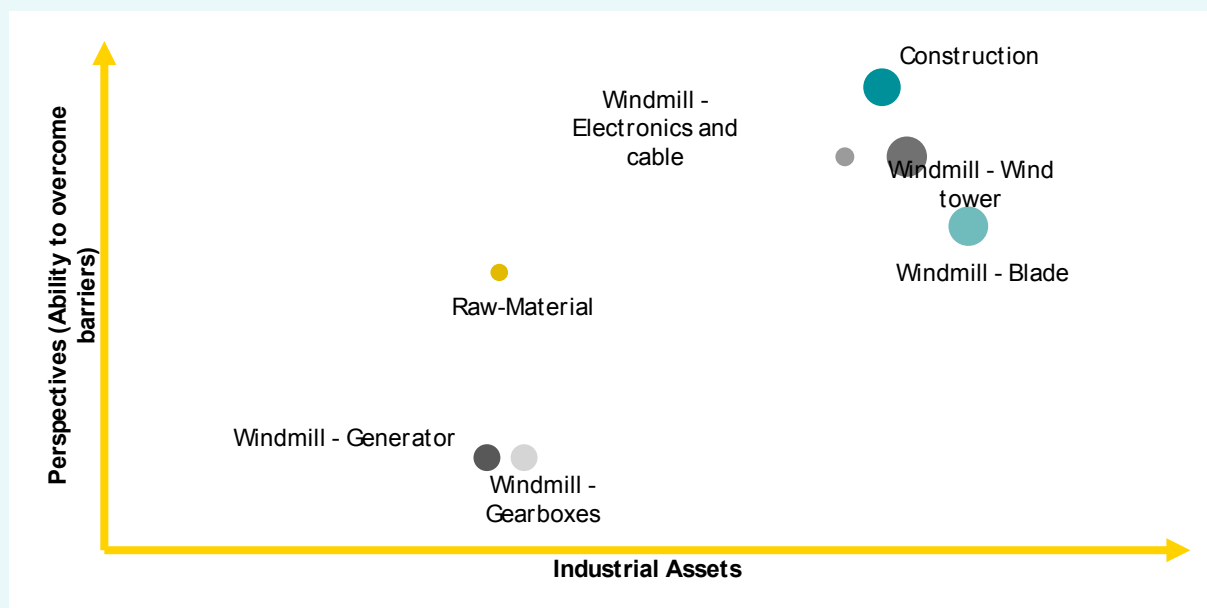 Construction
Windmill -
Electronics and
cable
Windmill - Wind
tower
Windmill - Blade
Raw-Material
Windmill - Generator
Windmill -
Gearboxes
Perspectives (Ability to overcome
barriers)
Industrial Assets